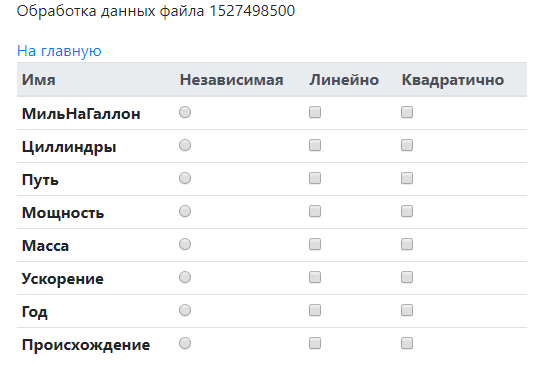 Обработка данных файла 1527498500
На главную
Имя Независимая Линейно Квадратично
МильНаГаллон
Циллиндры
Путь
Мощность
Масса
Ускорение
Год
Происхождение